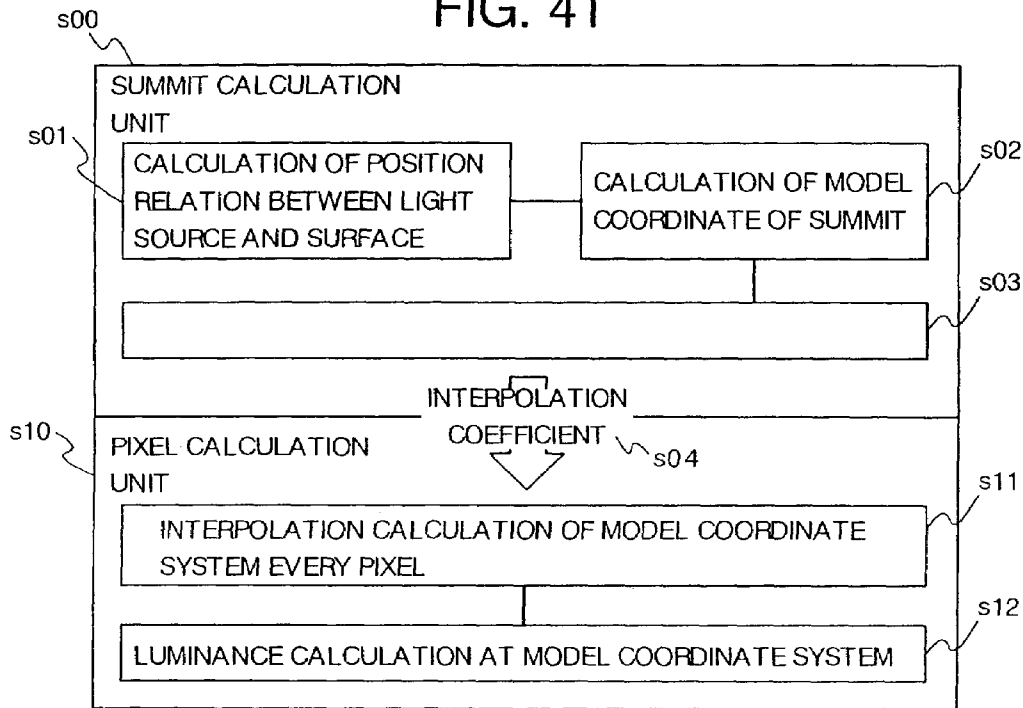 FIG. 41
s00
SUMMIT CALCULATION
UNIT
s01
CALCULATION OF POSITION
RELATION BETWEEN LIGHT
SOURCE AND SURFACE
CALCULATION OF MODEL
COORDINATE OF SUMMIT
s02
s03
INTERPOLATION
COEFFICIENT
s04
s10
PIXEL CALCULATION
UNIT
s11
INTERPOLATION CALCULATION OF MODEL COORDINATE
SYSTEM EVERY PIXEL
s12
LUMINANCE CALCULATION AT MODEL COORDINATE SYSTEM